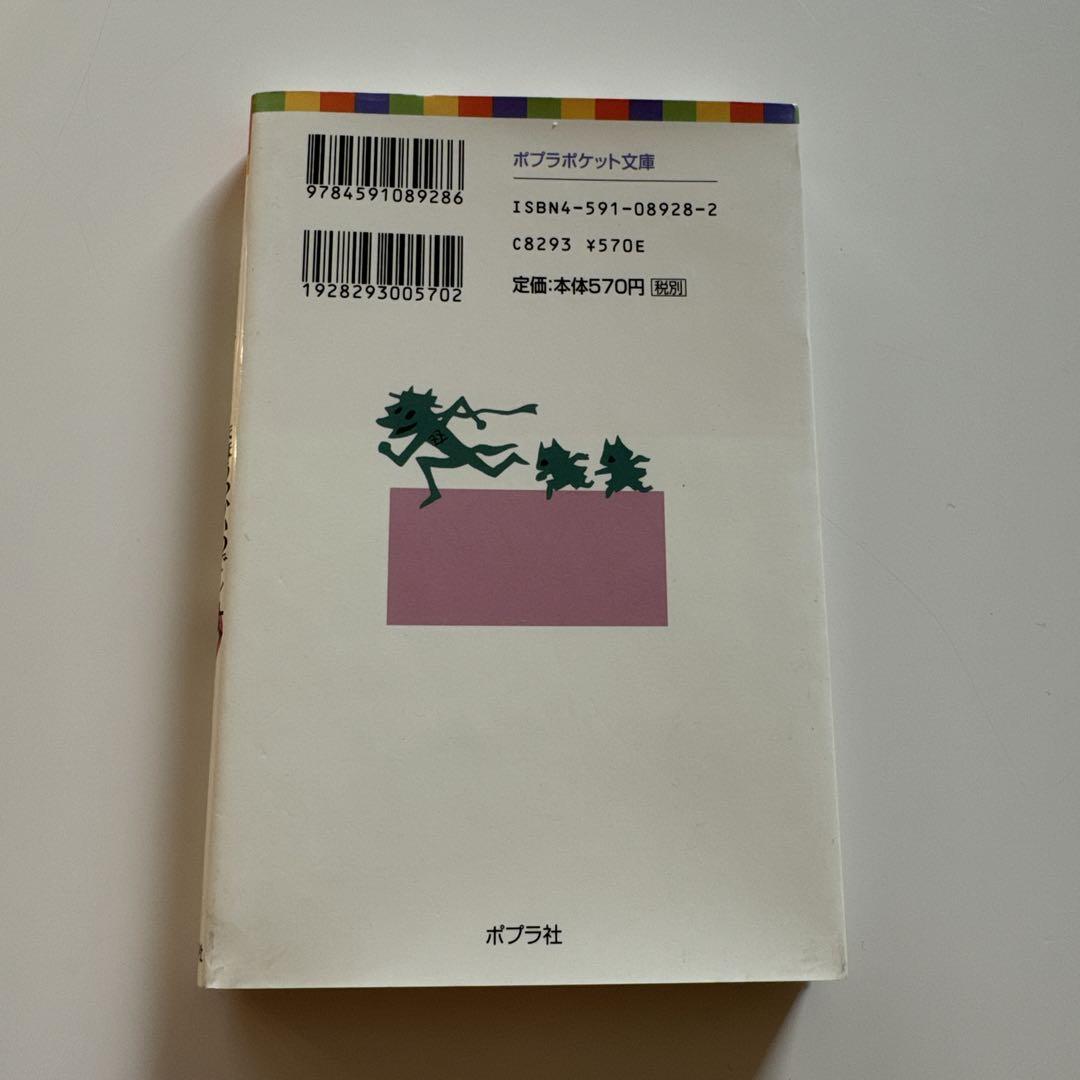 9784591089286
1928293005702
ポプラポケット文庫
ISBN4-591-08928-2
C8293 ¥570E
定価:本体570円 税別
ポプラ社